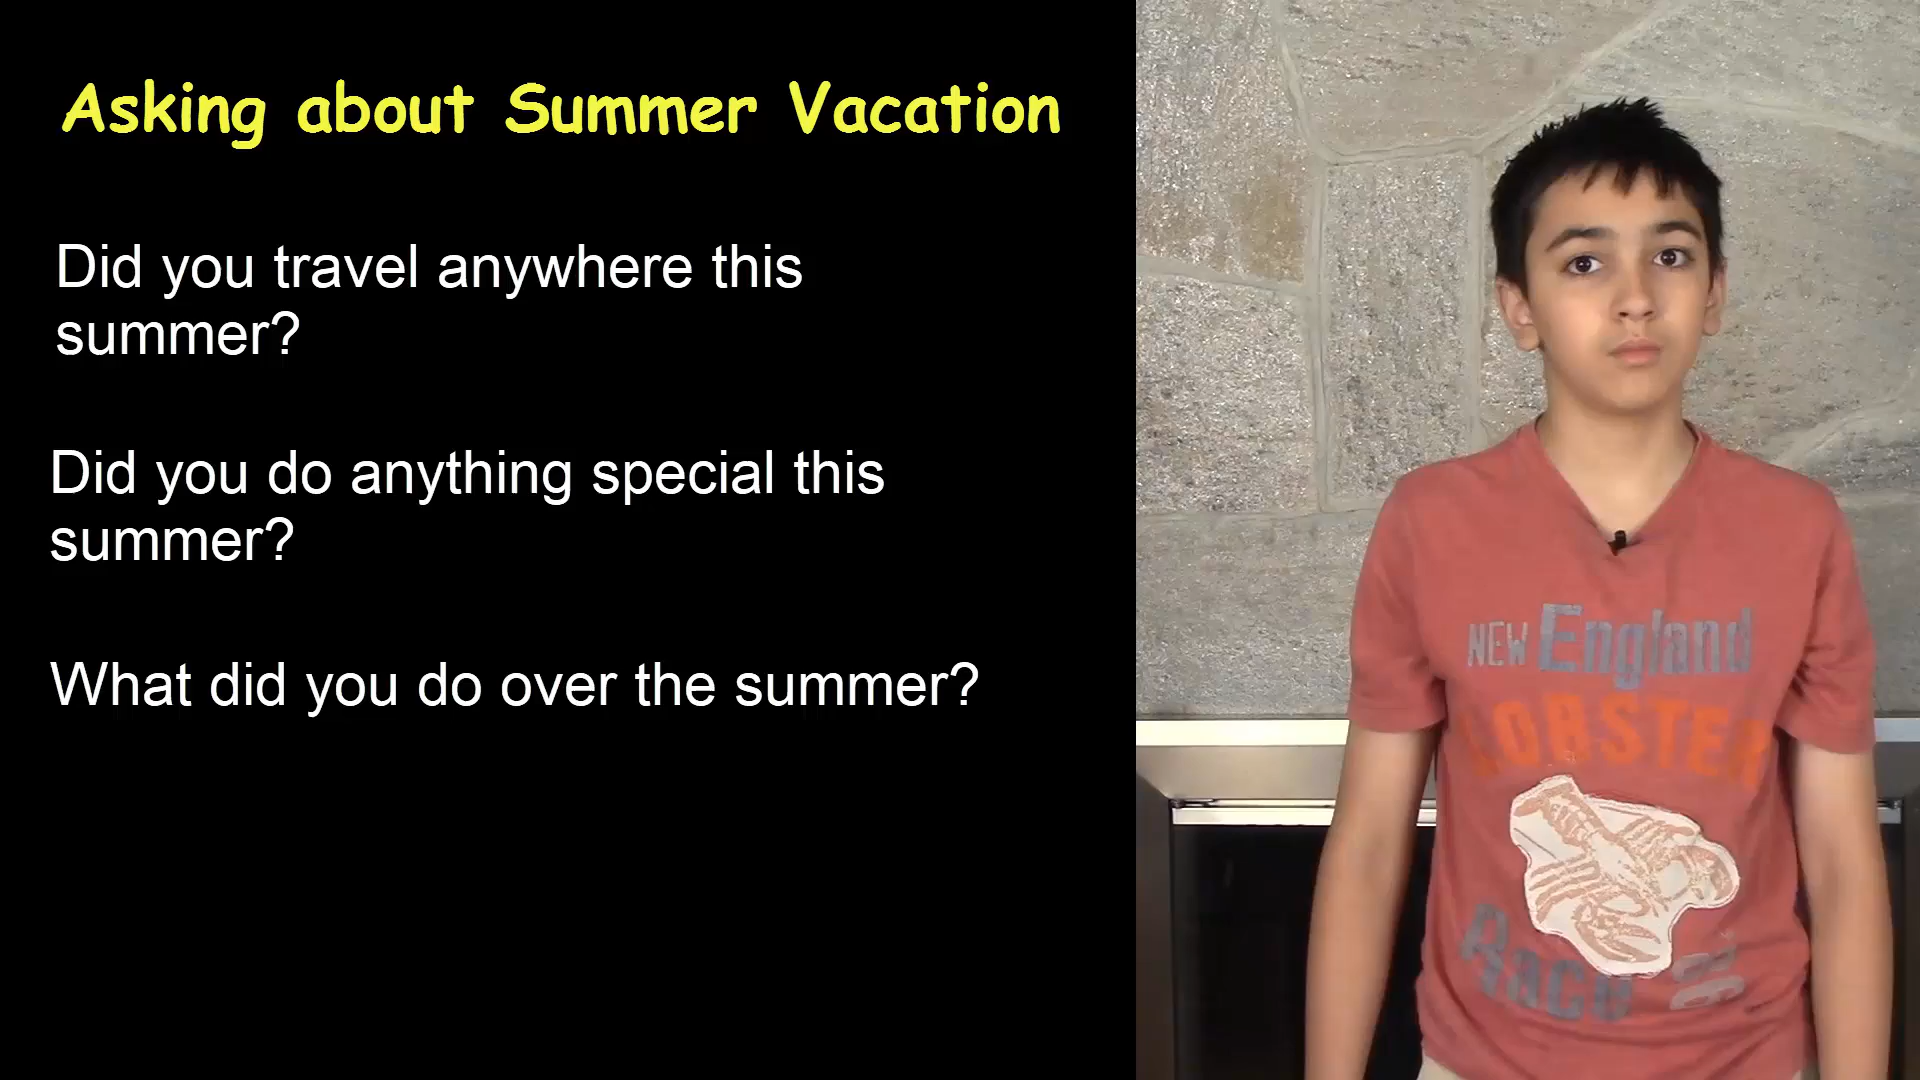 Asking about Summer Vacation
Did you travel anywhere this
summer?
Did you do anything special this
summer?
What did you do over the summer?
NEW England
LOBSTER
Race